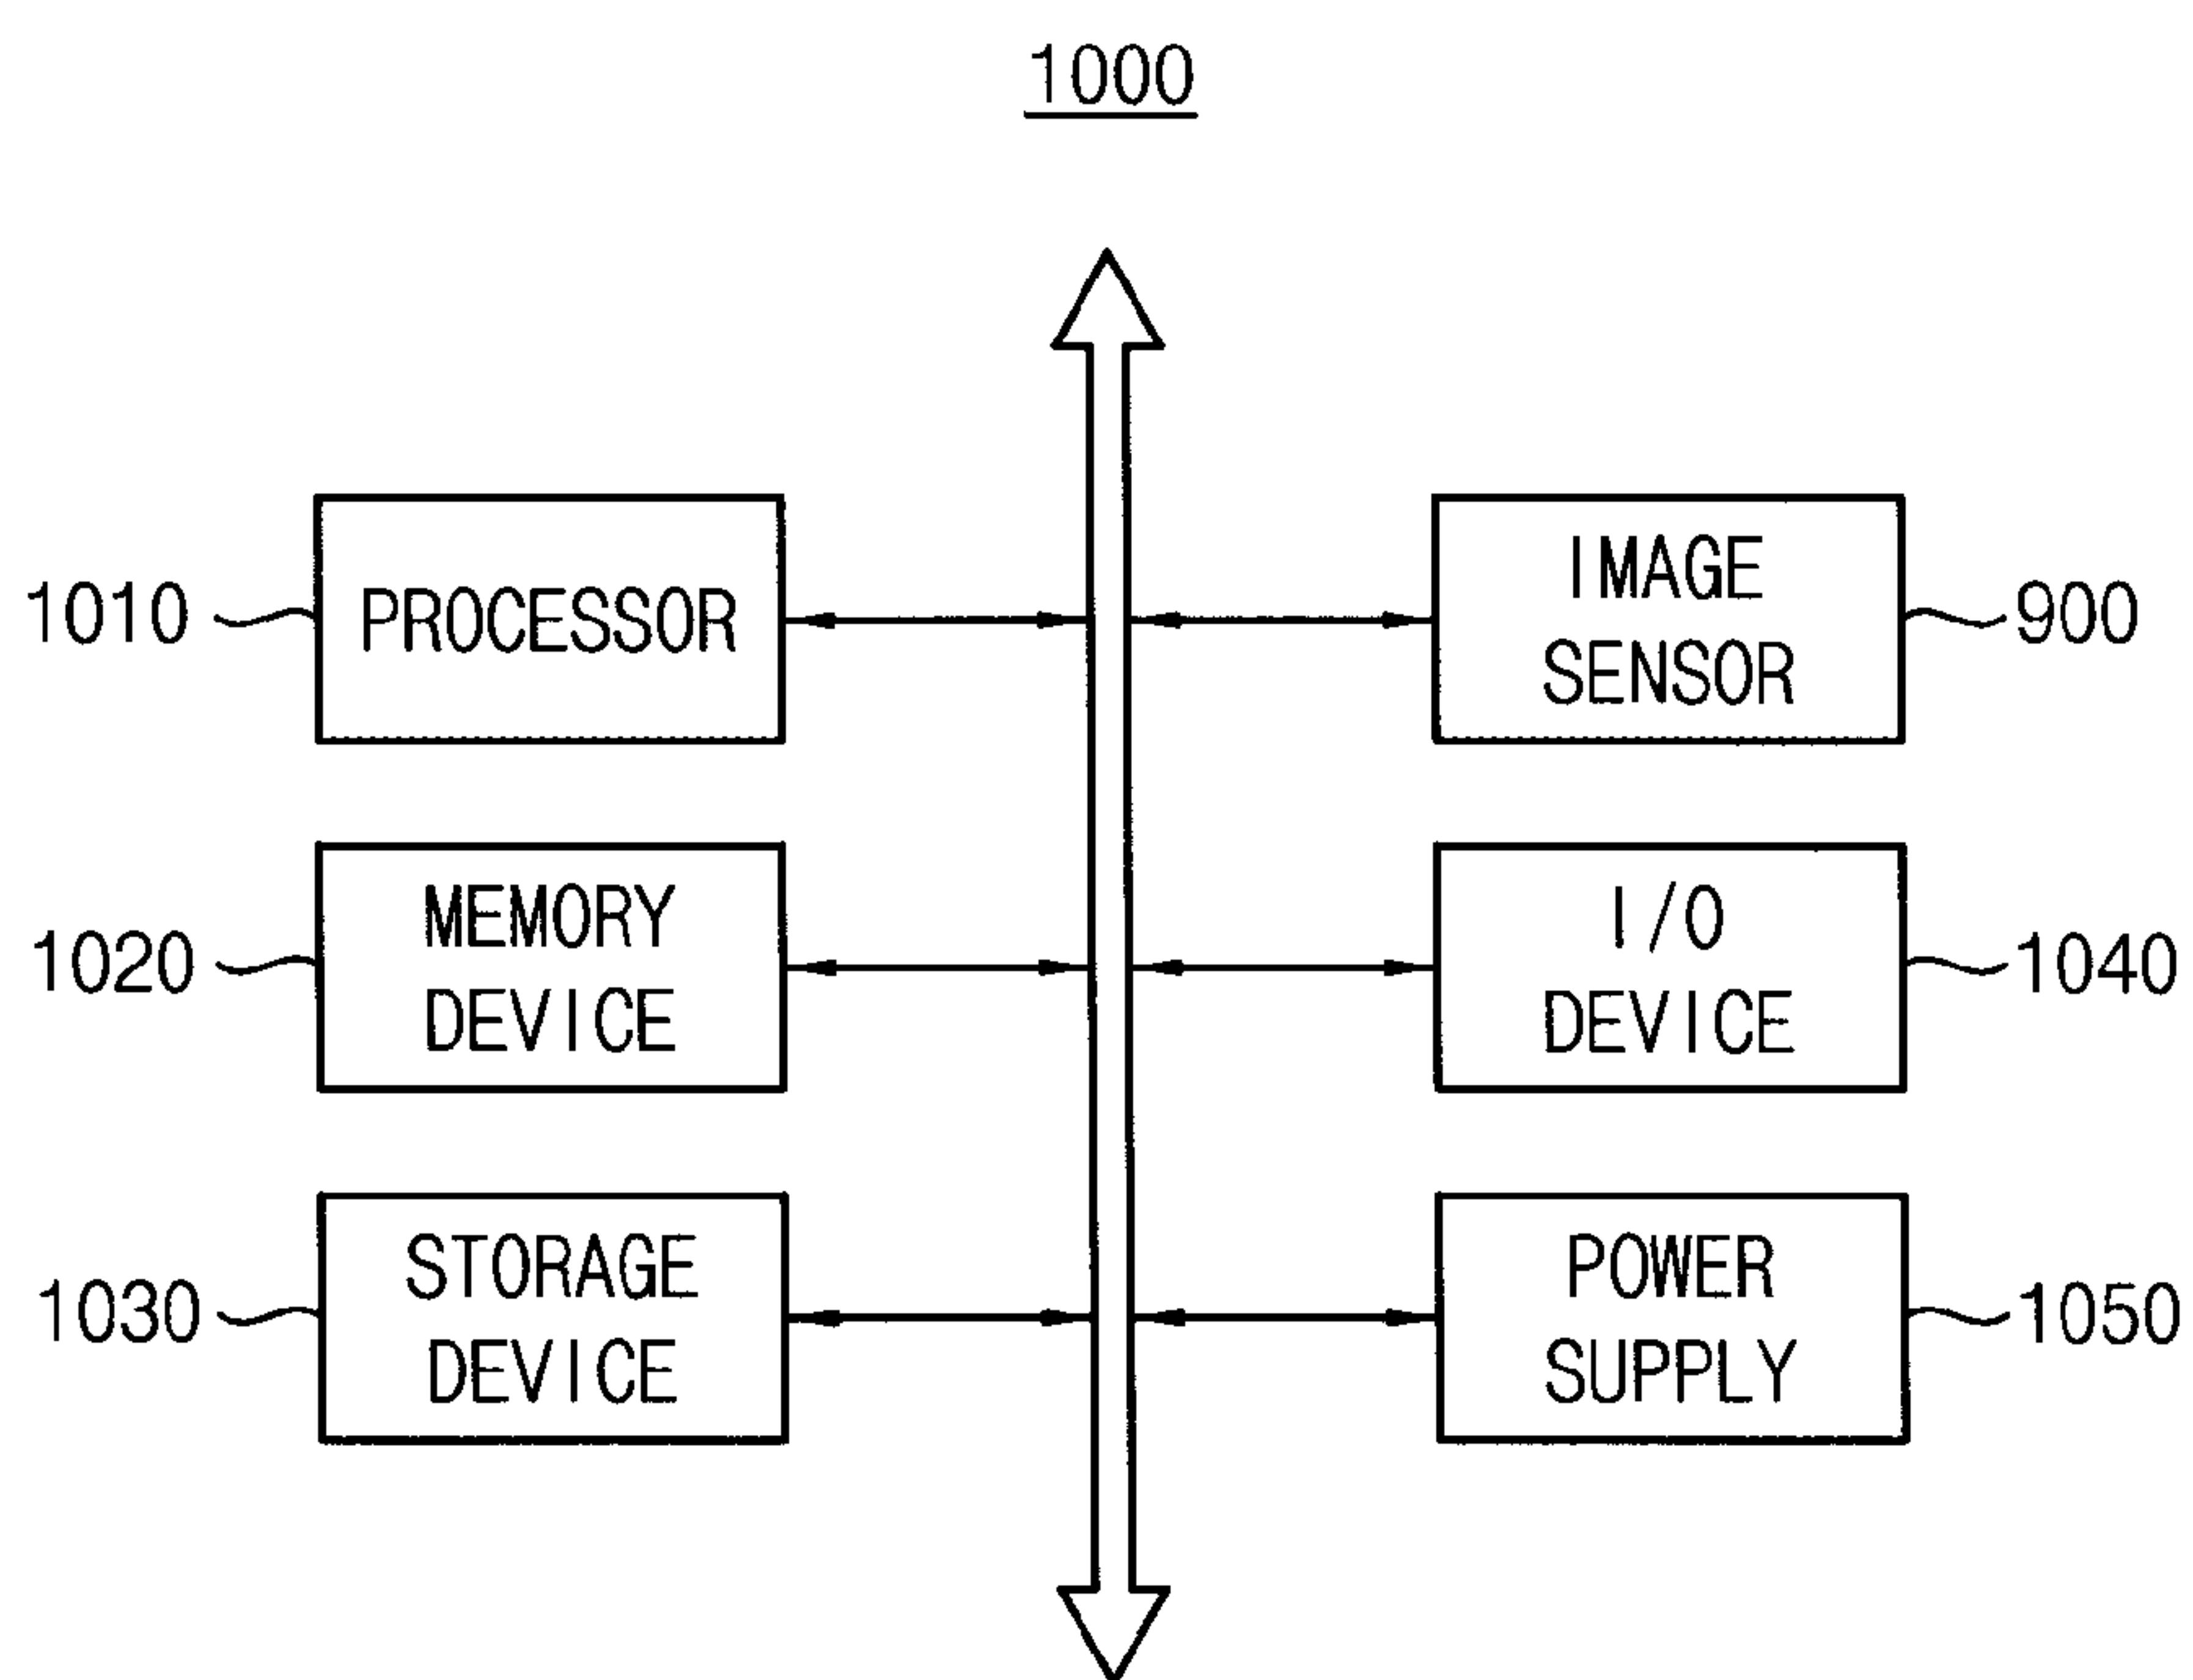 1000
1010
PROCESSOR
IMAGE
SENSOR
900
1020
MEMORY
DEVICE
I/O
DEVICE
1040
1030
STORAGE
DEVICE
POWER
SUPPLY
1050